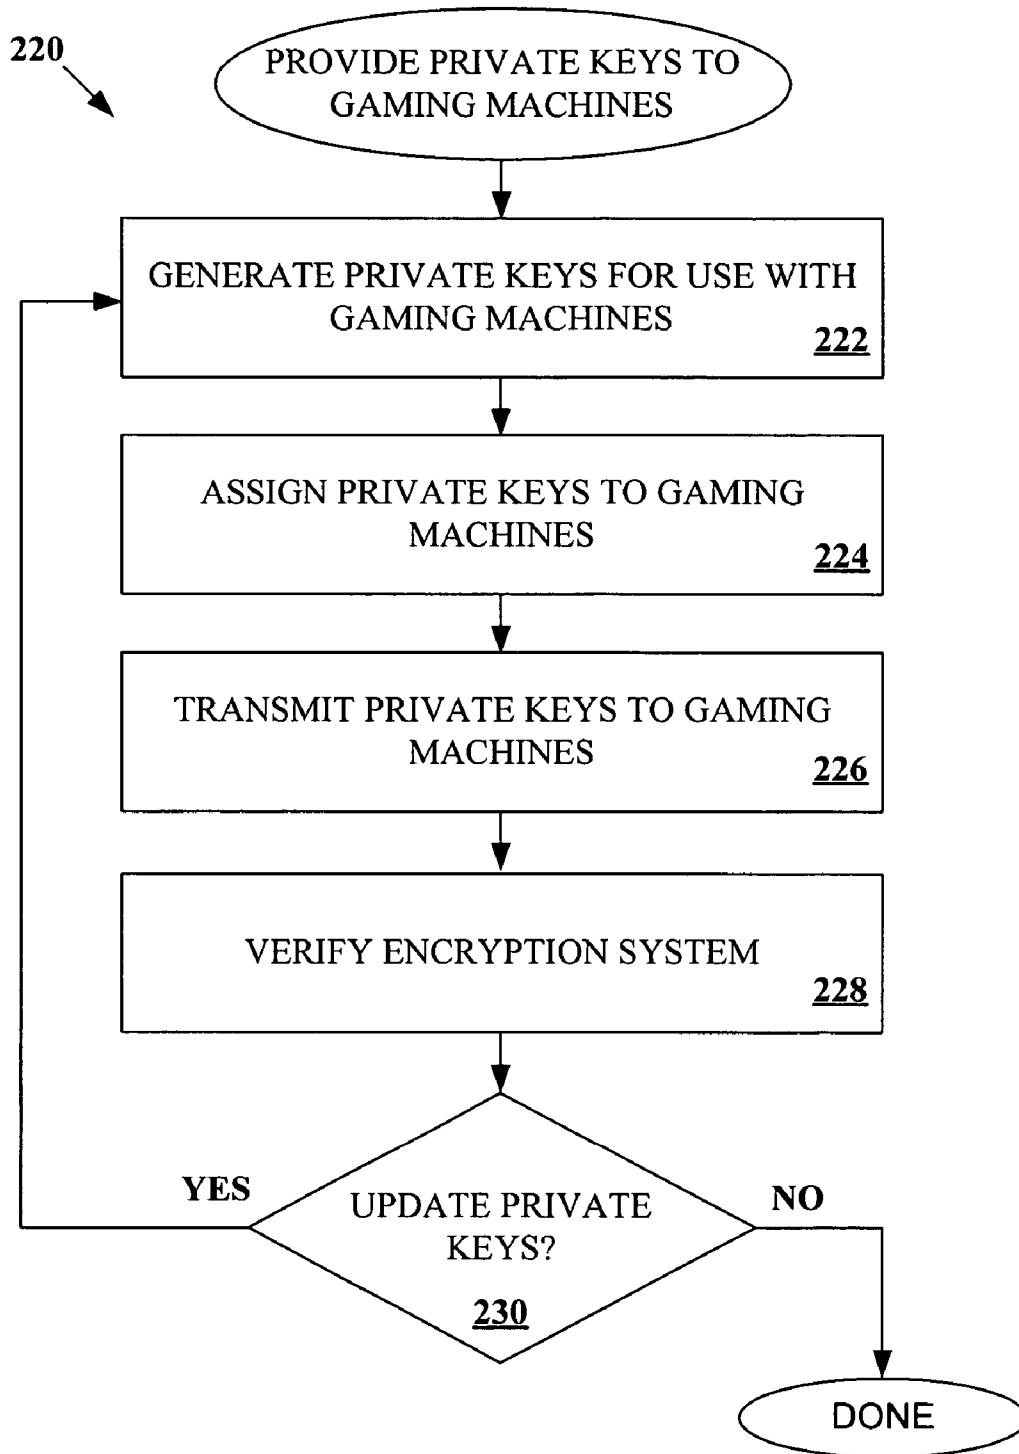 220
PROVIDE PRIVATE KEYS TO
GAMING MACHINES
GENERATE PRIVATE KEYS FOR USE WITH
GAMING MACHINES
222
ASSIGN PRIVATE KEYS TO GAMING
MACHINES
224
TRANSMIT PRIVATE KEYS TO GAMING
MACHINES
226
VERIFY ENCRYPTION SYSTEM
228
YES
UPDATE PRIVATE
KEYS?
230
NO
DONE